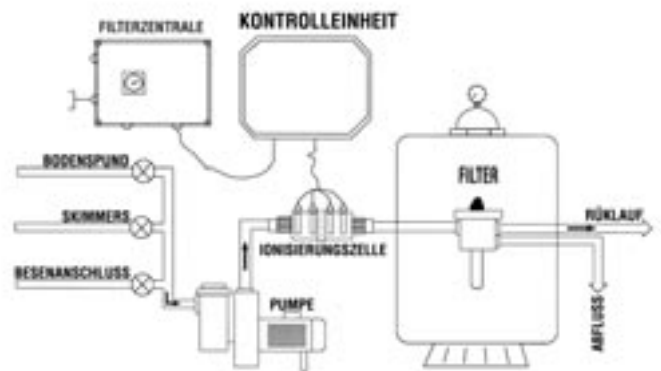 KONTROLLEINHEIT
FILTERZENTRALE
BODENSPUND
SKIMMERS
BESENANSCHLUSS
IONISIERUNGSZELLE
PUMPE
FILTER
RÜKLAUF
ABFLUSS